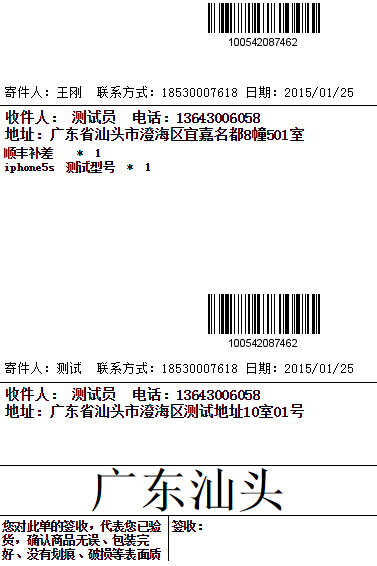 100542087462
寄件人：王刚 联系方式：18530007618 日期：2015/01/25
收件人： 测试员 电话：13643006058
地址：广东省汕头市澄海区宜嘉名都8幢501室
顺丰补差 * 1
iphone5s 测试型号 * 1
100542087462
寄件人：测试 联系方式：18530007618 日期：2015/01/25
收件人： 测试员 电话：13643006058
地址：广东省汕头市澄海区测试地址10室01号
广东汕头
您对此单的签收，代表您已验
货，确认商品无误、包装完
好、没有划痕、破损等表面质
签收：